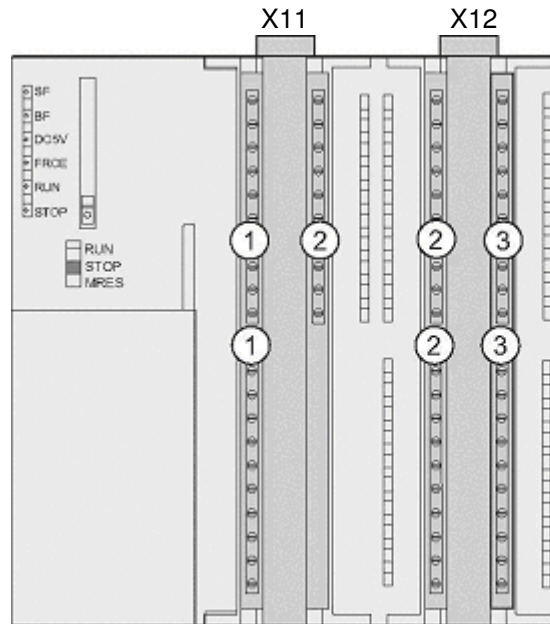 X11 X12
SF
BF
DC5V
FRCE
RUN
STOP
1 2 2 3
RUN
STOP
MRES
1 2 3